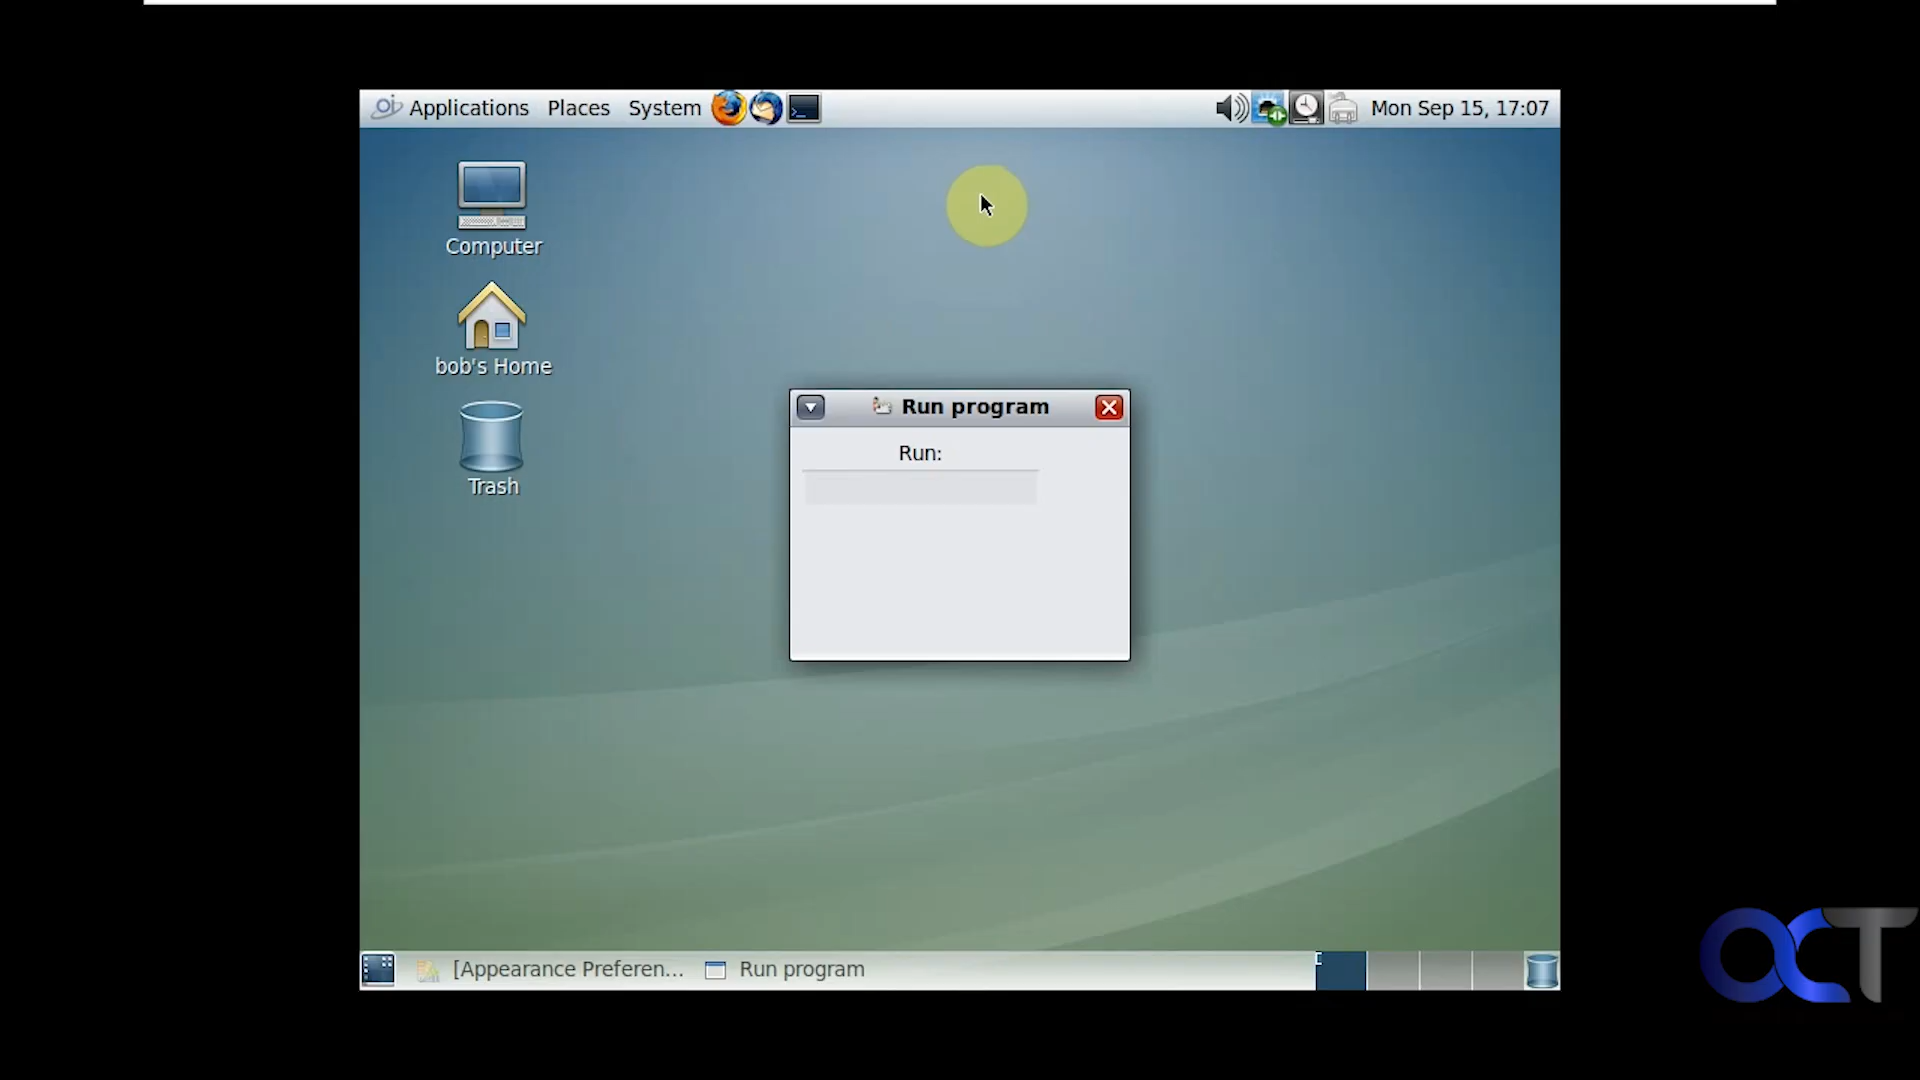 Applications Places System Mon Sep 15, 17:07
Computer
bob's Home
Trash
Run program
Run:
[Appearance Preferen... Run program
OCT